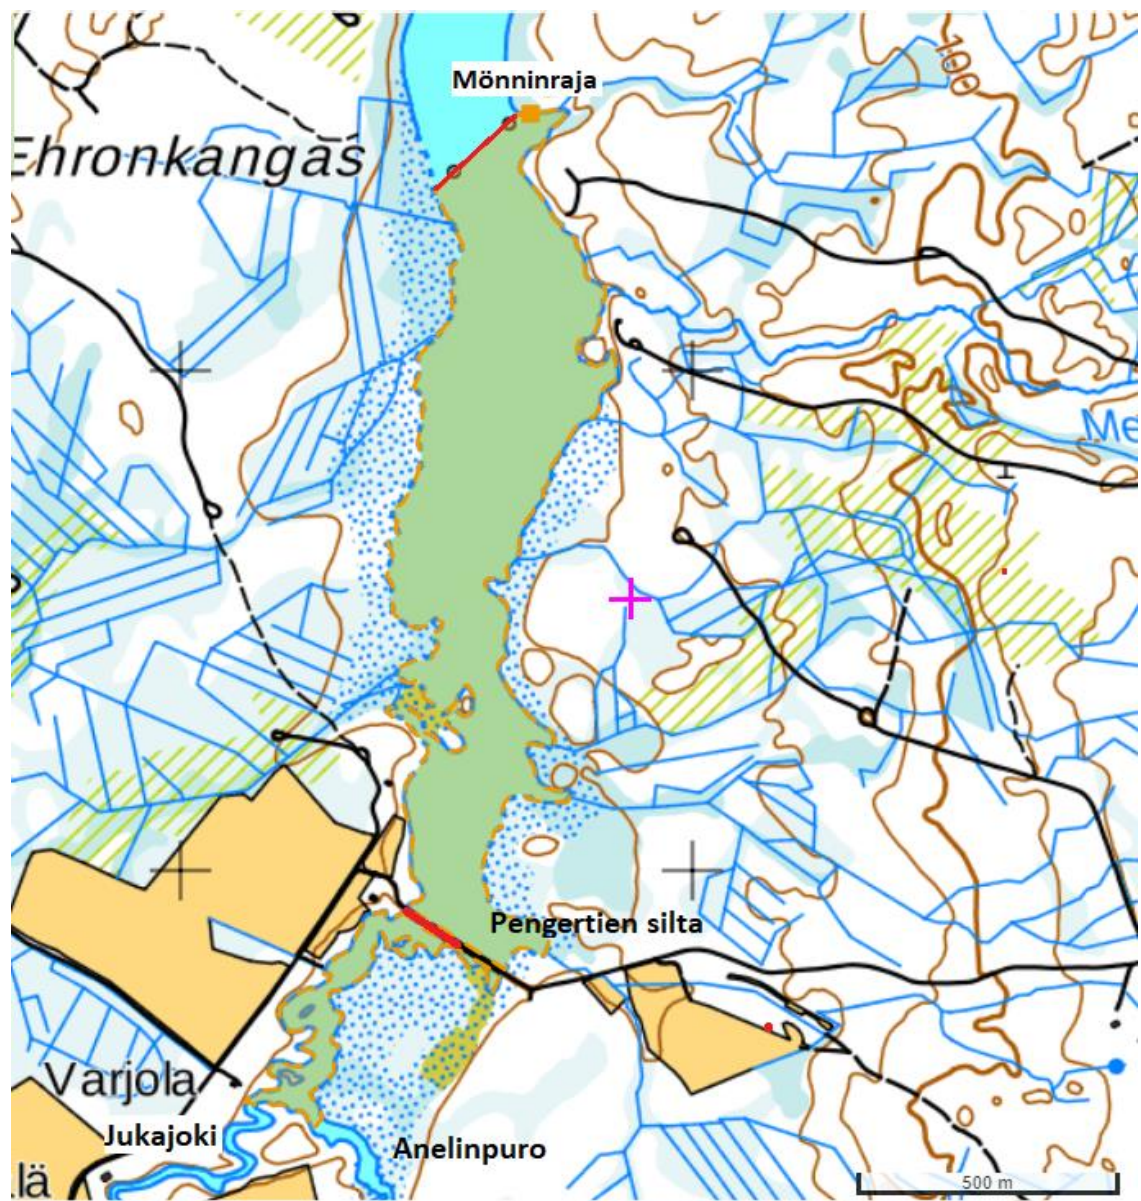 Mönninraja
100
Ehronkangas
Me
Pengertien silta
Varjola
Jukajoki
Anelinpuro
lä
500 m